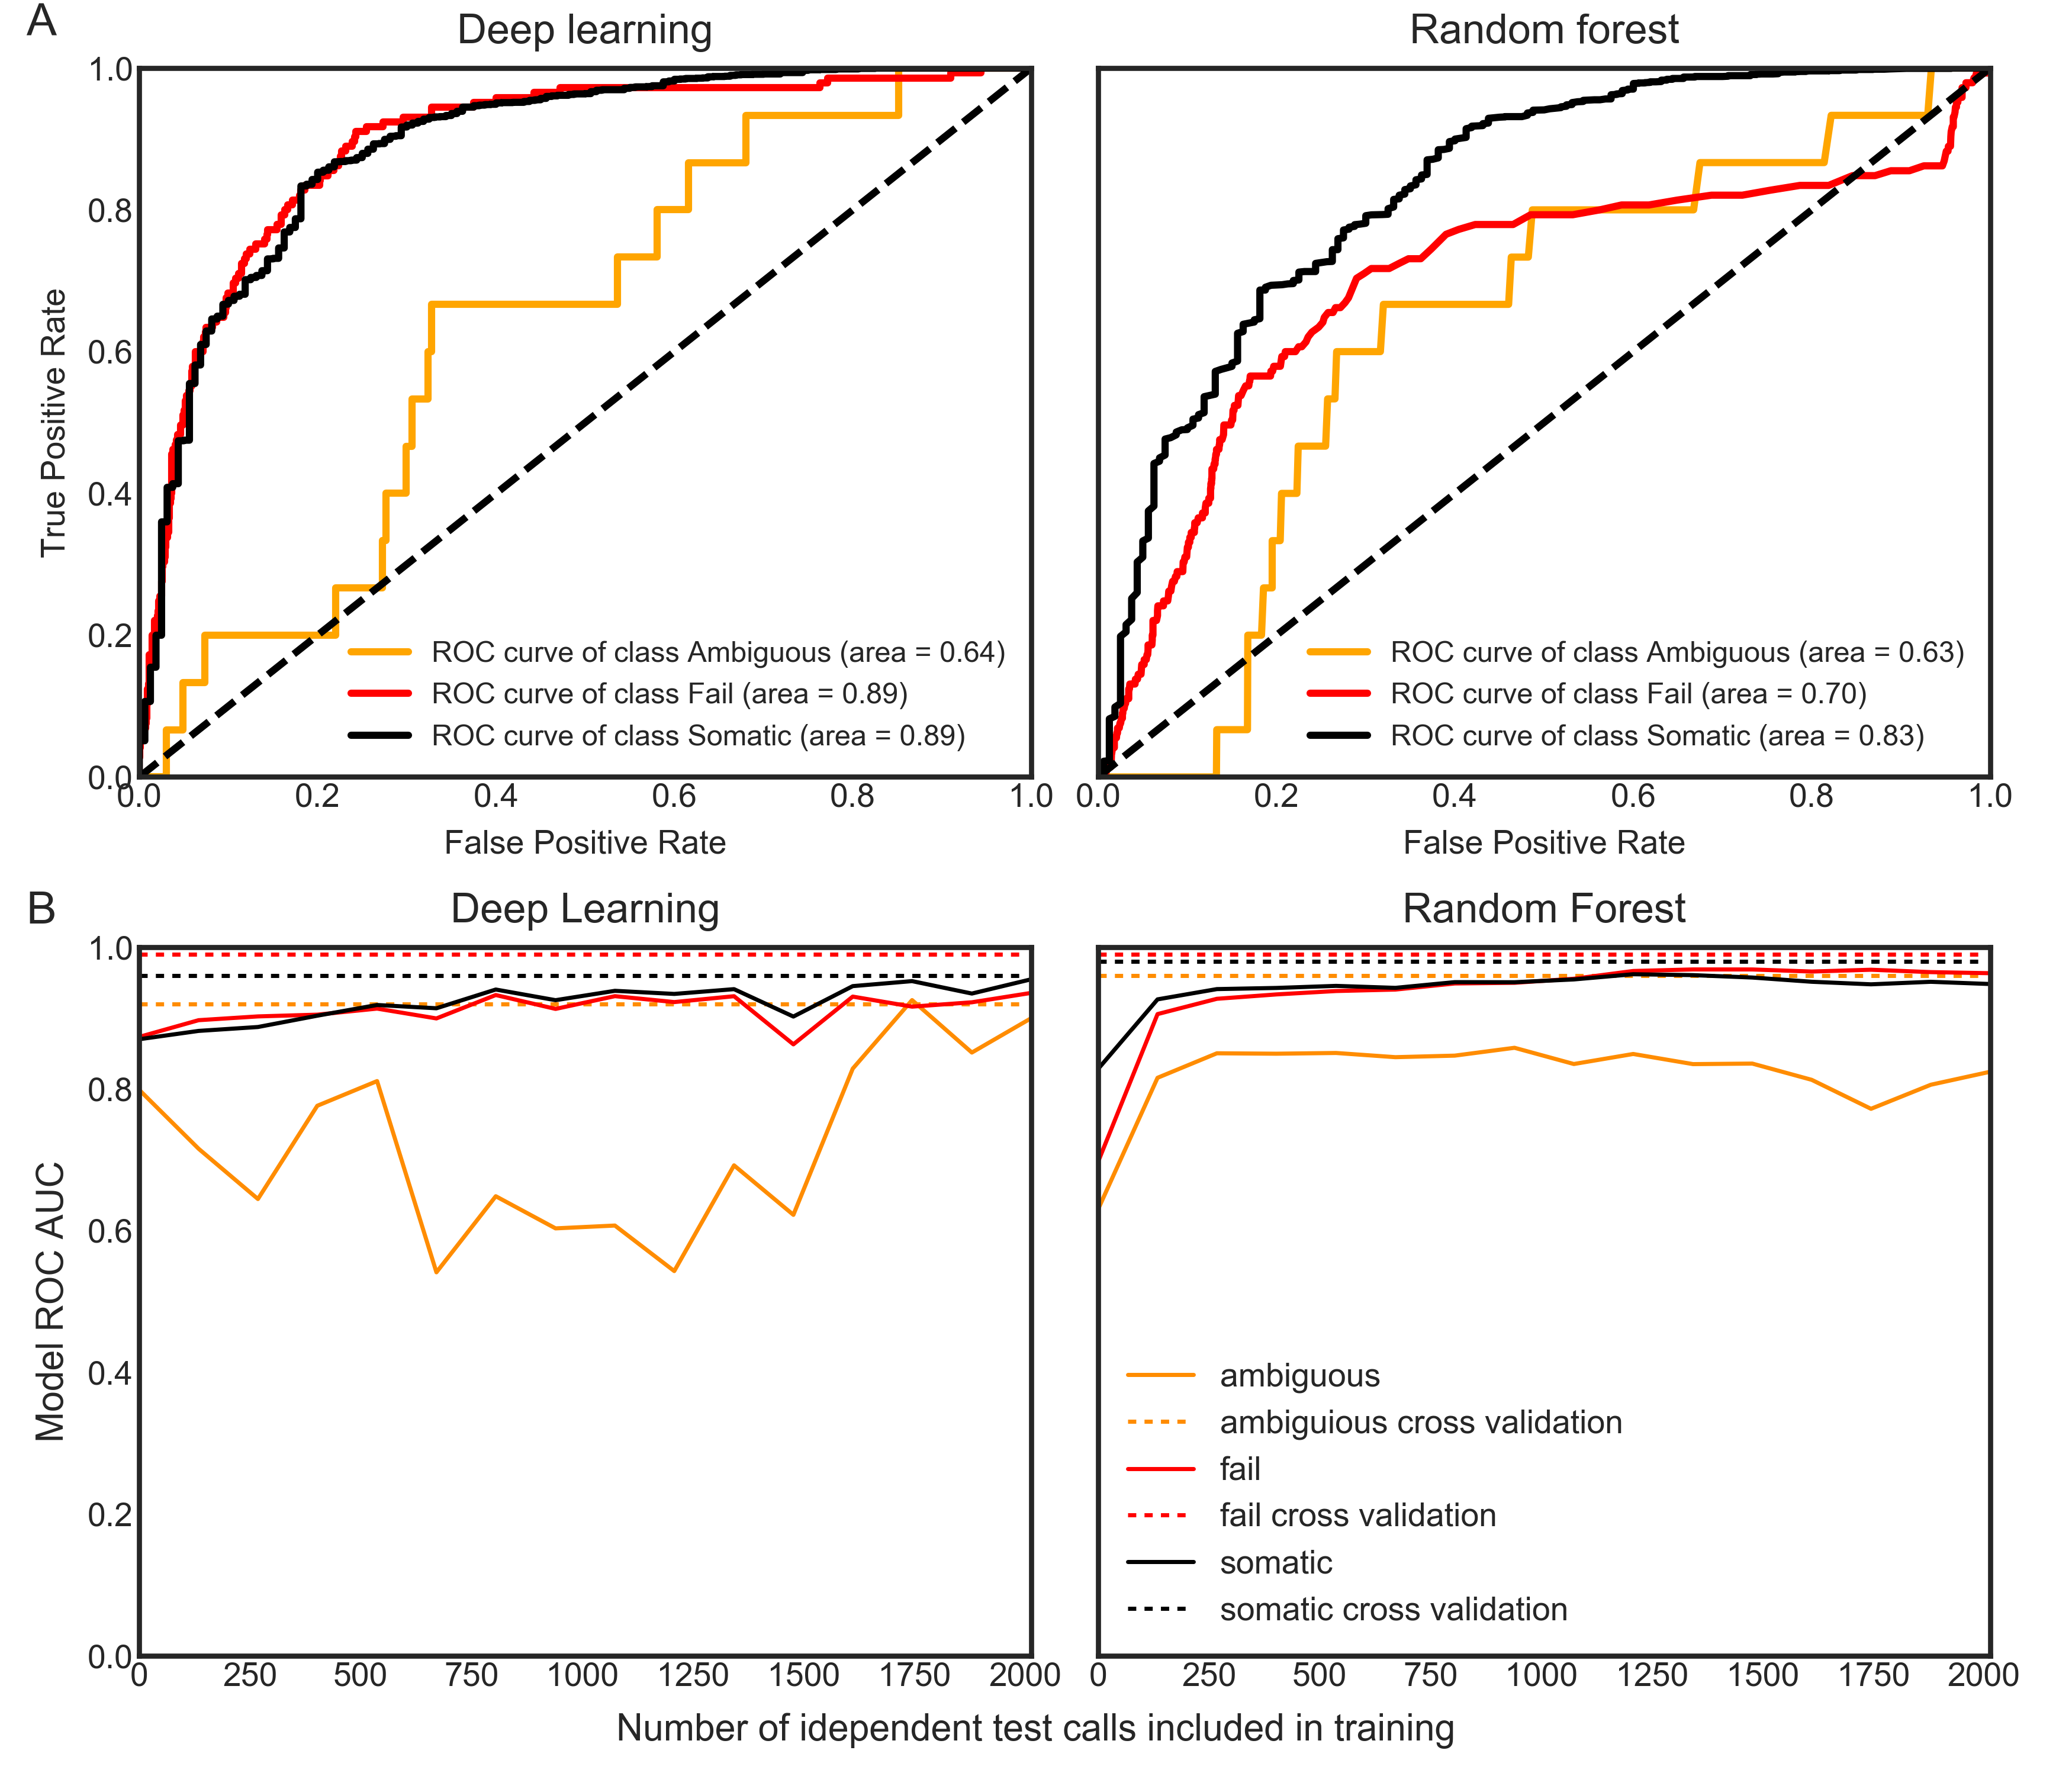 A
Deep learning
Random forest
1.0
0.8
0.6
0.4
0.2
0.0
True Positive Rate
ROC curve of class Ambiguous (area = 0.64)
ROC curve of class Fail (area = 0.89)
ROC curve of class Somatic (area = 0.89)
ROC curve of class Ambiguous (area = 0.63)
ROC curve of class Fail (area = 0.70)
ROC curve of class Somatic (area = 0.83)
0.0 0.2 0.4 0.6 0.8 1.0
0.0 0.2 0.4 0.6 0.8 1.0
False Positive Rate
False Positive Rate
B
Deep Learning
Random Forest
1.0
0.8
0.6
0.4
0.2
0.0
Model ROC AUC
ambiguous
ambiguious cross validation
fail
fail cross validation
somatic
somatic cross validation
0 250 500 750 1000 1250 1500 1750 2000
0 250 500 750 1000 1250 1500 1750 2000
Number of idependent test calls included in training